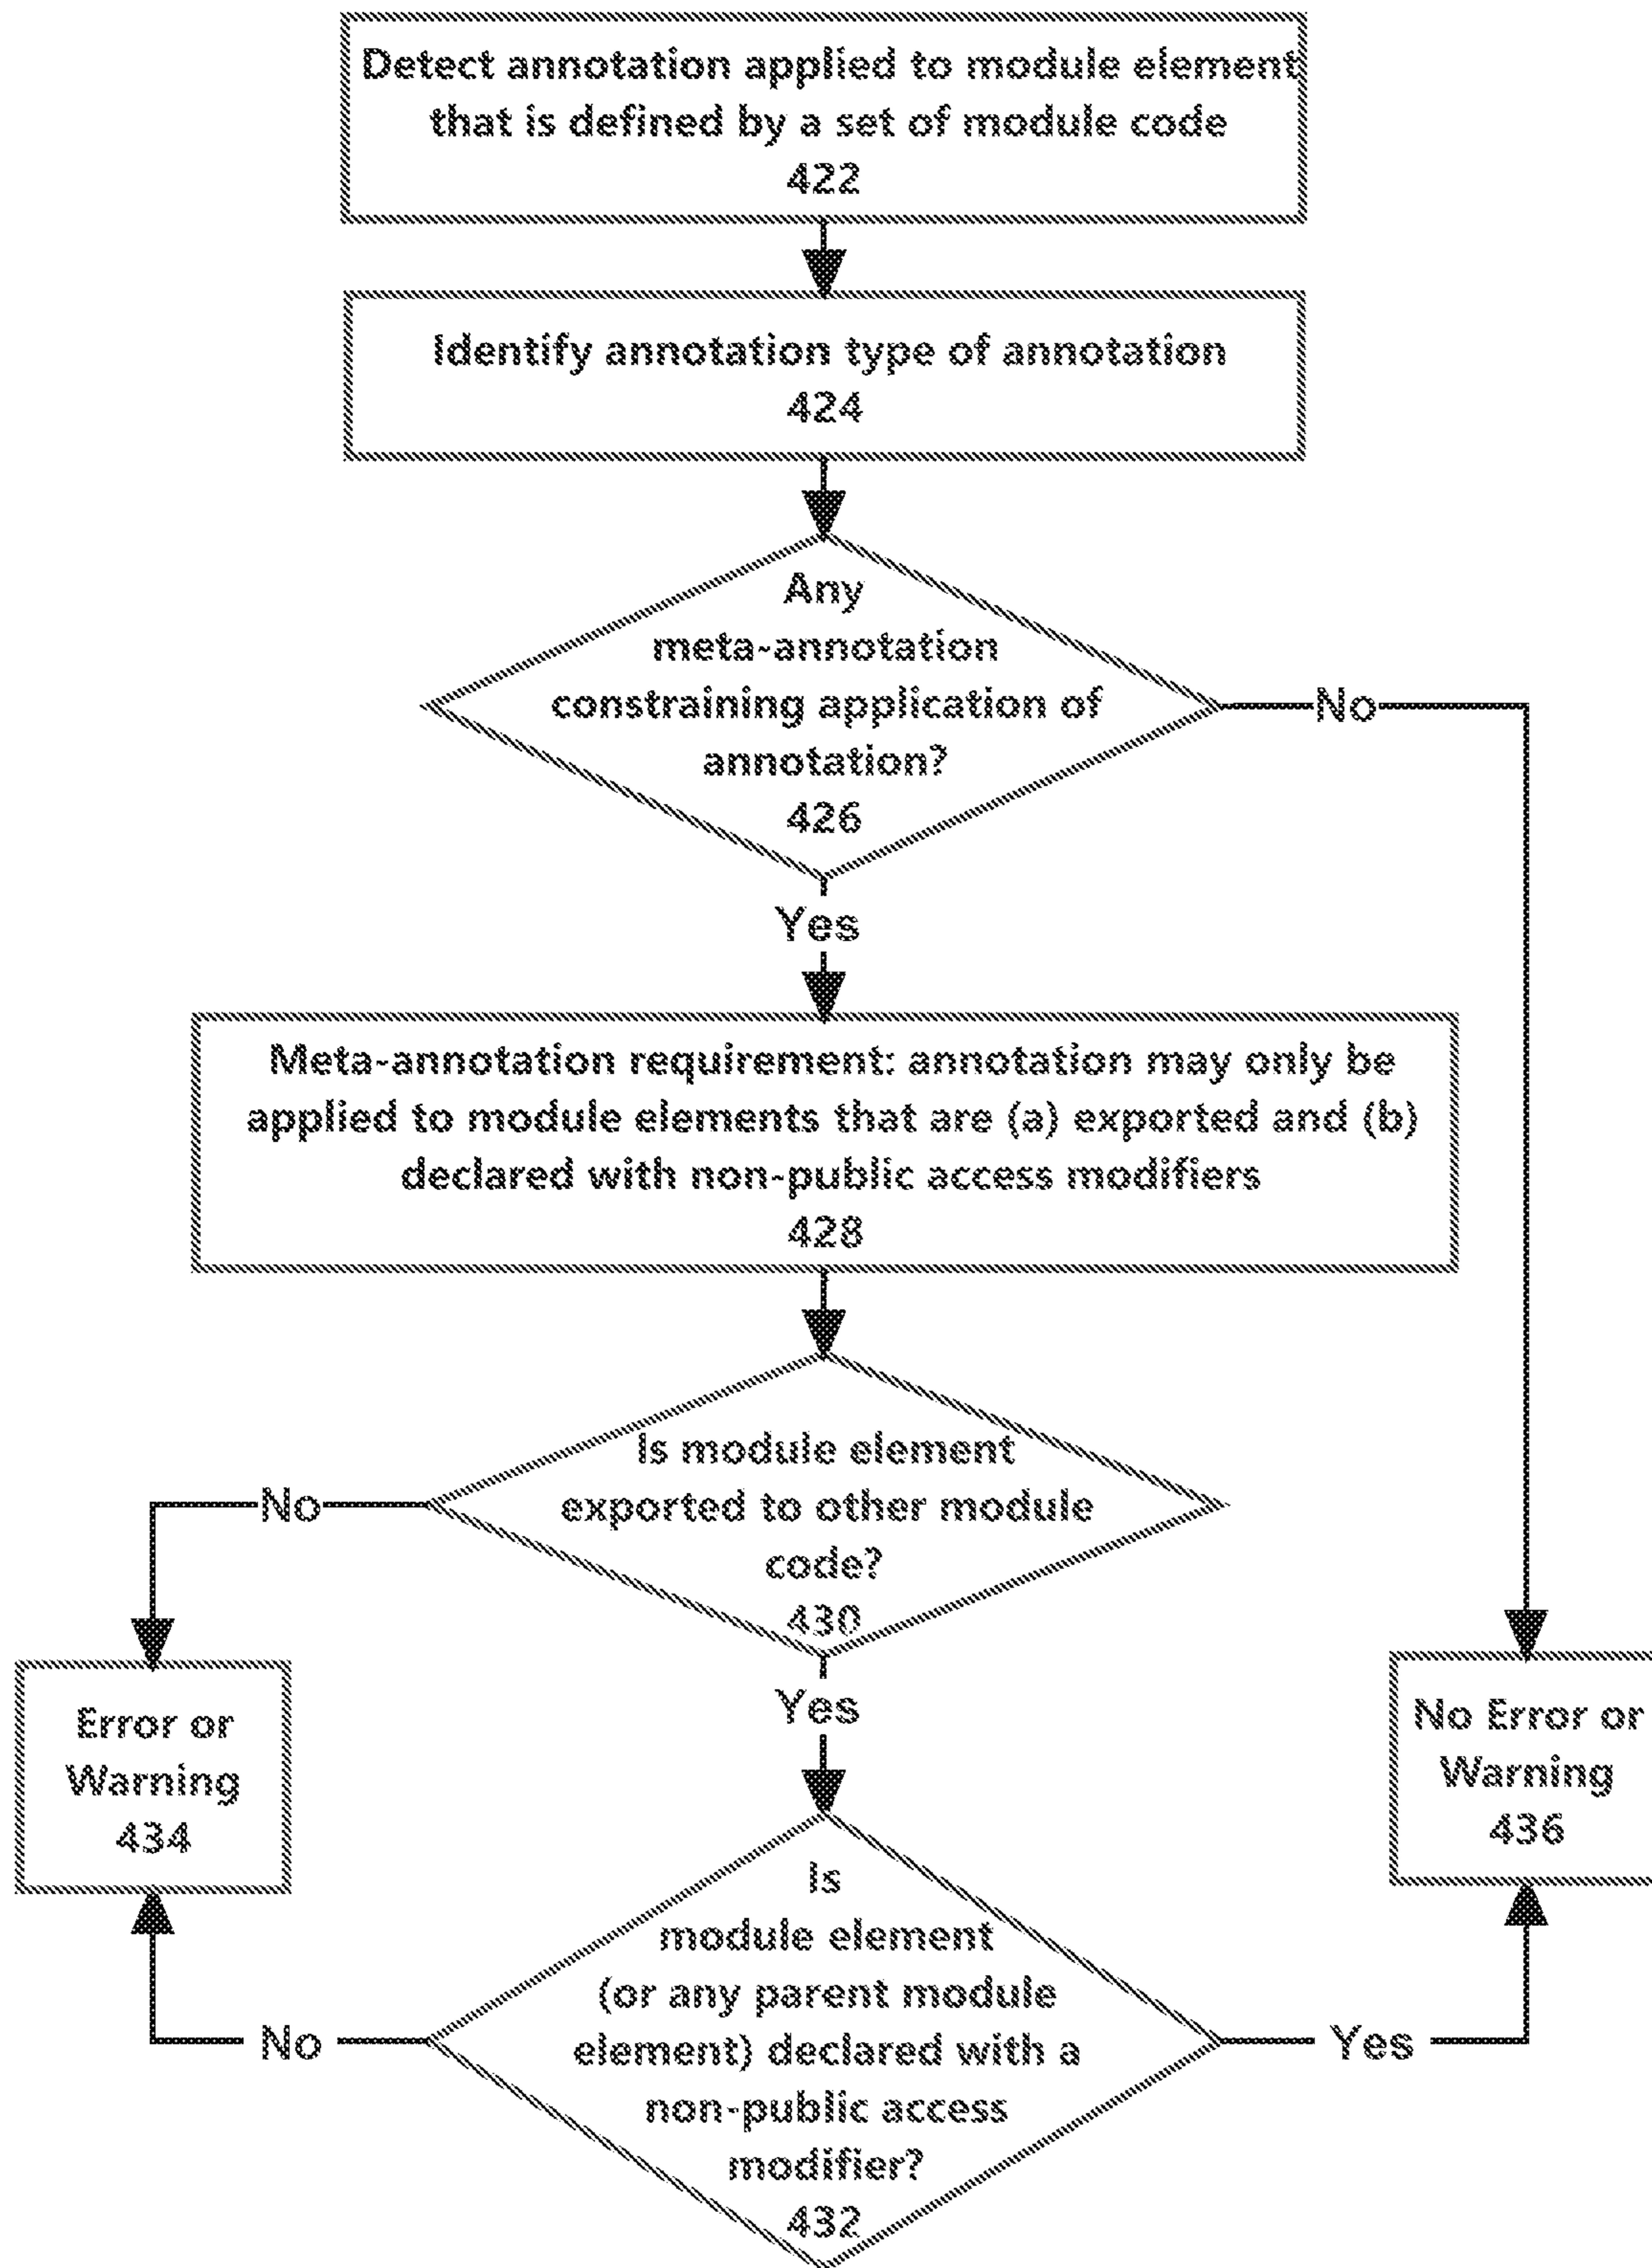 Detect annotation applied to module element
that is defined by a set of module code
422
Identify annotation type of annotation
424
Any
meta-annotation
constraining application of
annotation?
426
No
Yes
Meta-annotation requirement: annotation may only be
applied to module elements that are (a) exported and (b)
declared with non-public access modifiers
428
Is module element
exported to other module
code?
430
No
Yes
Error or
Warning
434
No Error or
Warning
436
Is
module element
(or any parent module
element) declared with a
non-public access
modifier?
432
No
Yes